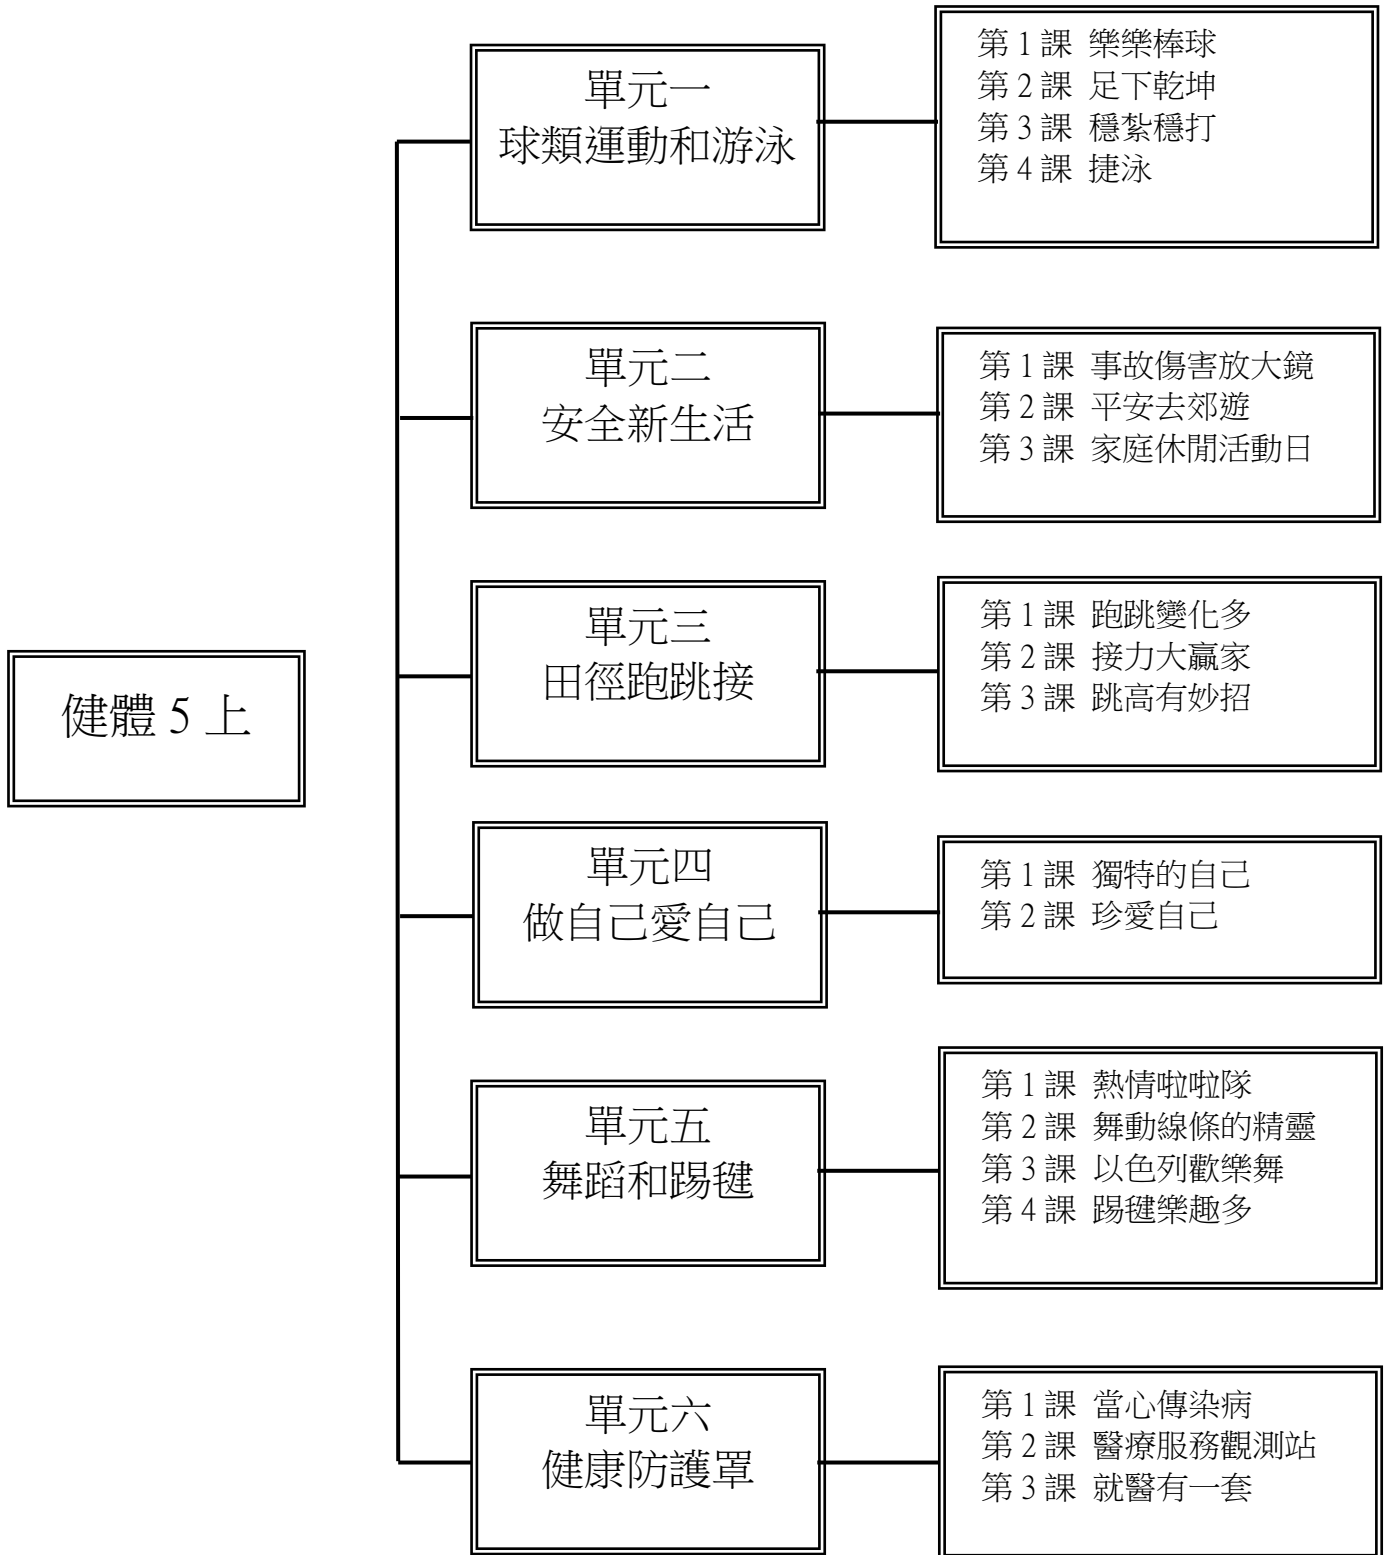 健體 5 上
單元一
球類運動和游泳
第 1 課 樂樂棒球
第 2 課 足下乾坤
第 3 課 穩紮穩打
第 4 課 捷泳
單元二
安全新生活
第 1 課 事故傷害放大鏡
第 2 課 平安去郊遊
第 3 課 家庭休閒活動日
單元三
田徑跑跳接
第 1 課 跑跳變化多
第 2 課 接力大贏家
第 3 課 跳高有妙招
單元四
做自己愛自己
第 1 課 獨特的自己
第 2 課 珍愛自己
單元五
舞蹈和踢毽
第 1 課 熱情啦啦隊
第 2 課 舞動線條的精靈
第 3 課 以色列歡樂舞
第 4 課 踢毽樂趣多
單元六
健康防護罩
第 1 課 當心傳染病
第 2 課 醫療服務觀測站
第 3 課 就醫有一套